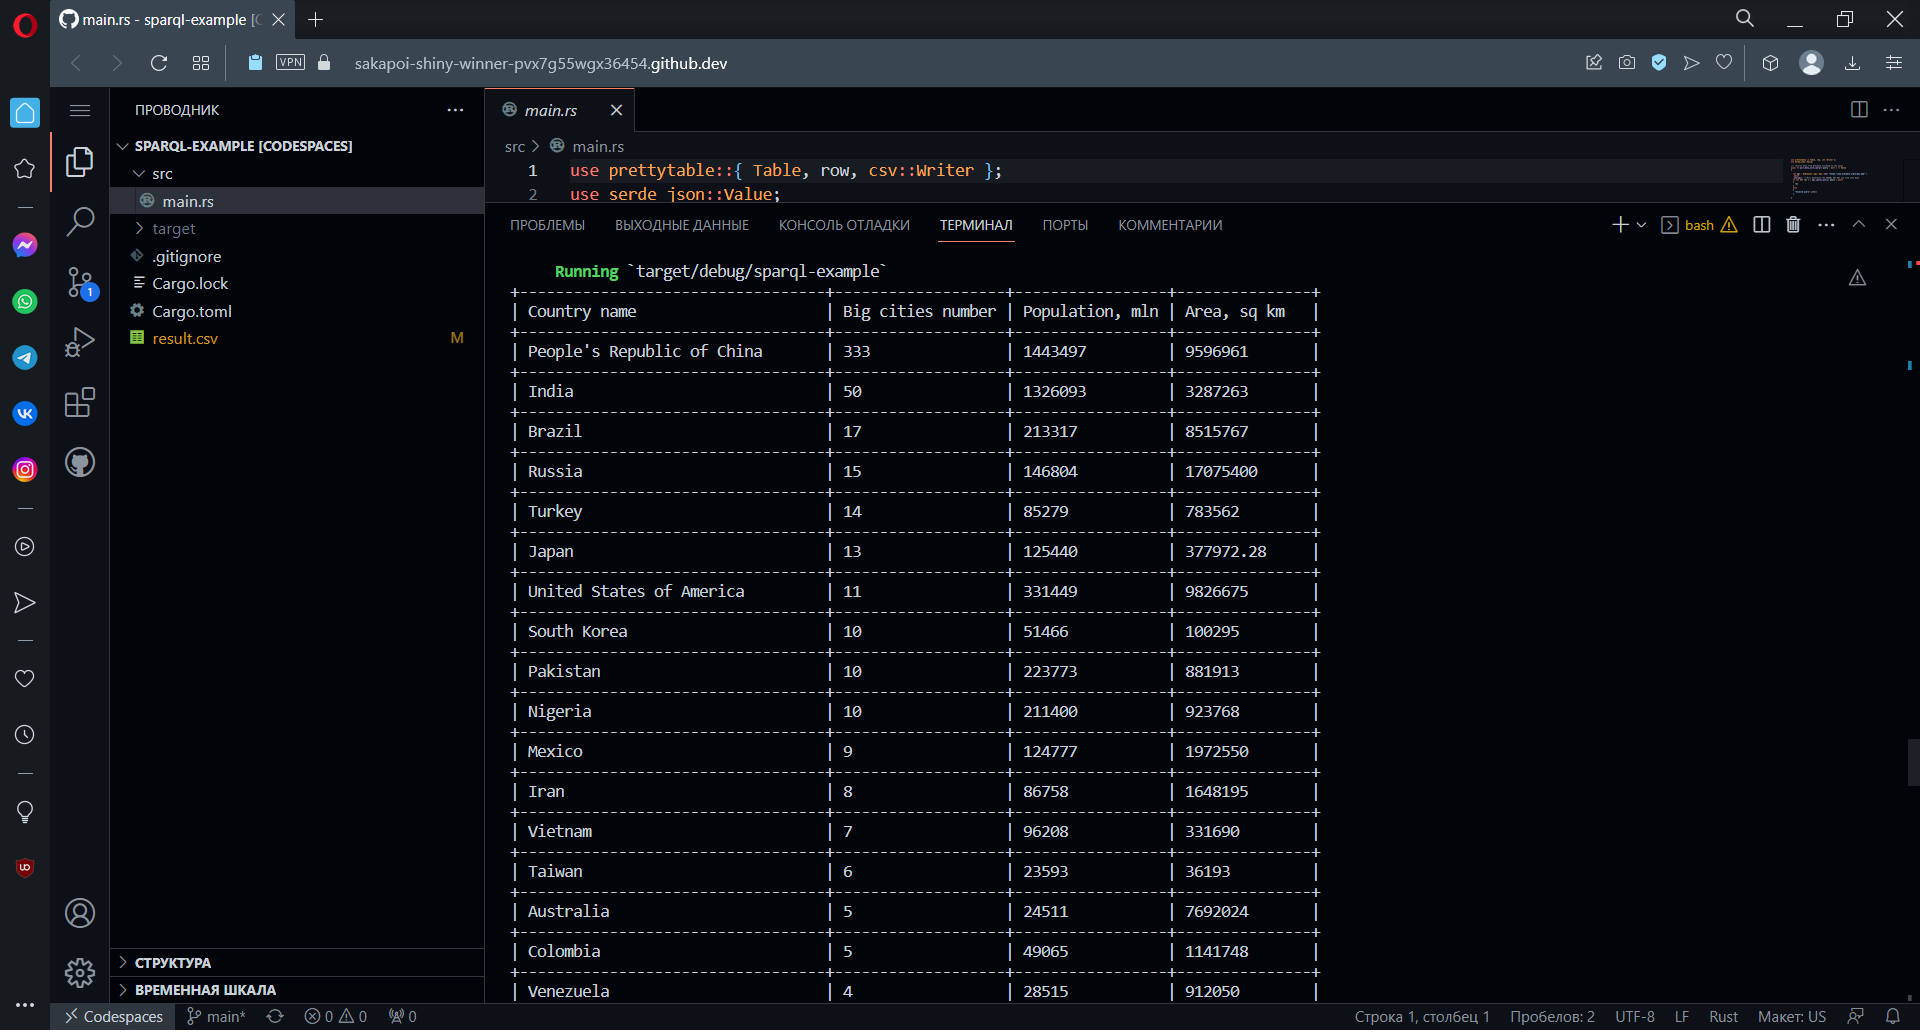 main.rs - sparql-example [C
VPN
sakapoi-shiny-winner-pvx7g55wgx36454.github.dev
ПРОВОДНИК
SPARQL-EXAMPLE [CODESPACES]
src
main.rs
target
.gitignore
Cargo.lock
Cargo.toml
result.csv M
1
СТРУКТУРА
ВРЕМЕННАЯ ШКАЛА
main.rs
src > main.rs
1 use prettytable::{ Table, row, csv::Writer };
2 use serde_json::Value;
ПРОБЛЕМЫ ВЫХОДНЫЕ ДАННЫЕ КОНСОЛЬ ОТЛАДКИ ТЕРМИНАЛ ПОРТЫ КОММЕНТАРИИ
bash
Running `target/debug/sparql-example`
| Country name | Big cities number | Population, mln | Area, sq km |
| People's Republic of China | 333 | 1443497 | 9596961 |
| India | 50 | 1326093 | 3287263 |
| Brazil | 17 | 213317 | 8515767 |
| Russia | 15 | 146804 | 17075400 |
| Turkey | 14 | 85279 | 783562 |
| Japan | 13 | 125440 | 377972.28 |
| United States of America | 11 | 331449 | 9826675 |
| South Korea | 10 | 51466 | 100295 |
| Pakistan | 10 | 223773 | 881913 |
| Nigeria | 10 | 211400 | 923768 |
| Mexico | 9 | 124777 | 1972550 |
| Iran | 8 | 86758 | 1648195 |
| Vietnam | 7 | 96208 | 331690 |
| Taiwan | 6 | 23593 | 36193 |
| Australia | 5 | 24511 | 7692024 |
| Colombia | 5 | 49065 | 1141748 |
| Venezuela | 4 | 28515 | 912050 |
Codespaces main* 0 0 0
Строка 1, столбец 1 Пробелов: 2 UTF-8 LF Rust Макет: US